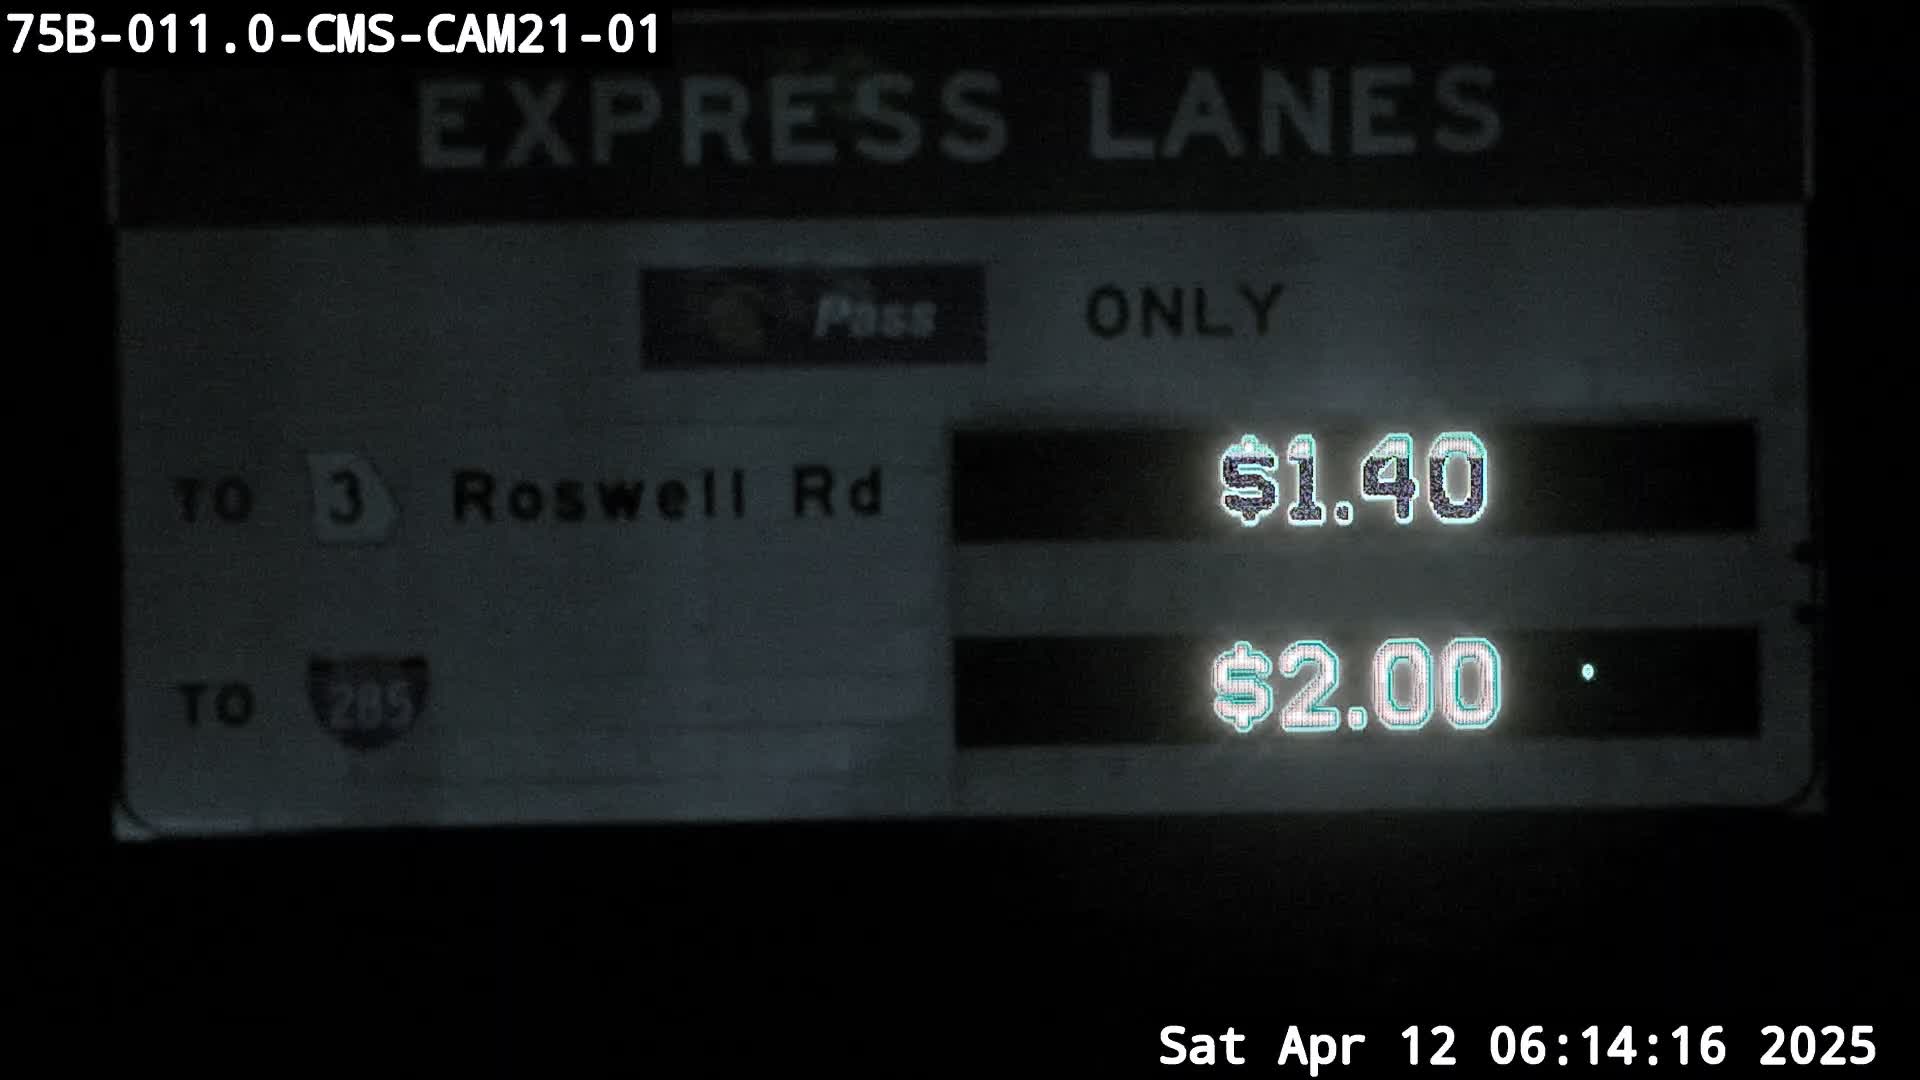 75B-011.0-CMS-CAM21-01
EXPRESS LANES
Pass ONLY
TO 3 Roswell Rd $1.40
TO 285 $2.00
Sat Apr 12 06:14:16 2025